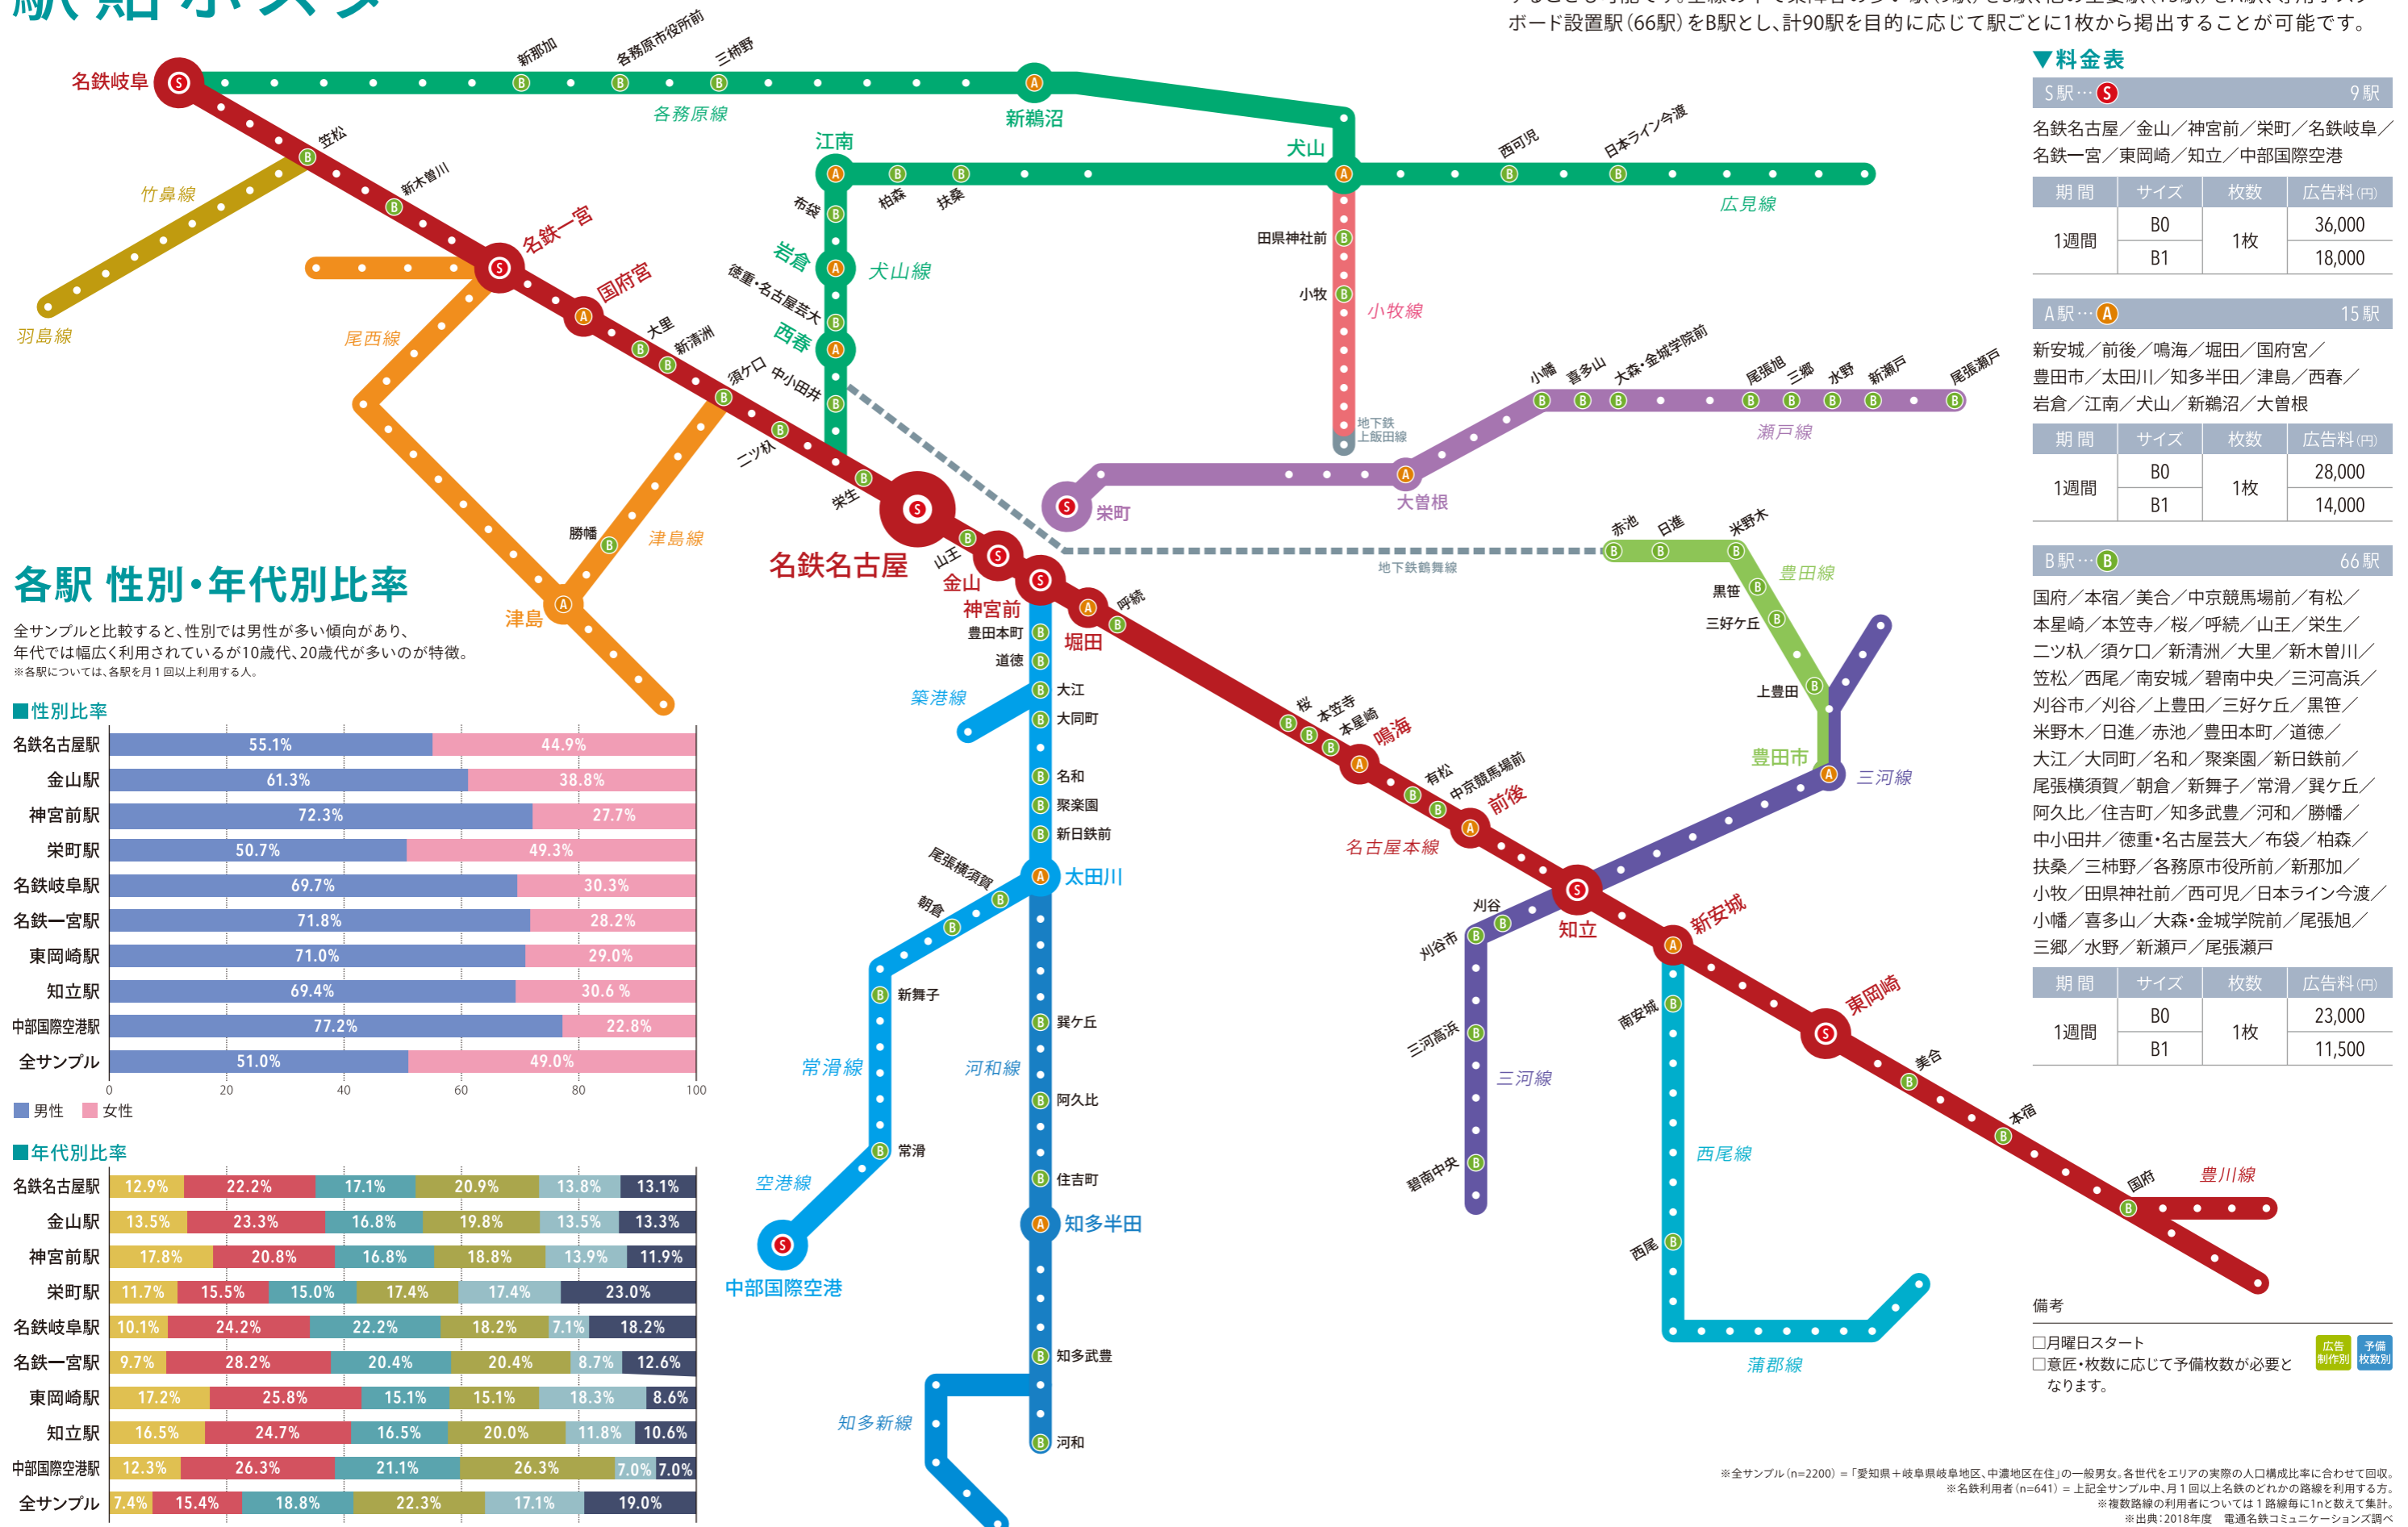 ボード設置駅（66駅）をB駅とし、計90駅を目的に応じて駅ごとに1枚から掲出することが可能です。
▼料金表
S駅…S 9駅
名鉄名古屋／金山／神宮前／栄町／名鉄岐阜／
名鉄一宮／東岡崎／知立／中部国際空港
期間 サイズ 枚数 広告料(円)
1週間 B0 1枚 36,000
B1 18,000
A駅…A 15駅
新安城／前後／鳴海／堀田／国府宮／
豊田市／太田川／知多半田／津島／西春／
岩倉／江南／犬山／新鵜沼／大曽根
期間 サイズ 枚数 広告料(円)
1週間 B0 1枚 28,000
B1 14,000
B駅…B 66駅
国府／本宿／美合／中京競馬場前／有松／
本星崎／本笠寺／桜／呼続／山王／栄生／
二ツ杁／須ケ口／新清洲／大里／新木曽川／
笠松／西尾／南安城／碧南中央／三河高浜／
刈谷市／刈谷／上豊田／三好ケ丘／黒笹／
米野木／日進／赤池／豊田本町／道徳／
大江／大同町／名和／聚楽園／新日鉄前／
尾張横須賀／朝倉／新舞子／常滑／巽ケ丘／
阿久比／住吉町／知多武豊／河和／勝幡／
中小田井／徳重・名古屋芸大／布袋／柏森／
扶桑／三柿野／各務原市役所前／新那加／
小牧／田県神社前／西可児／日本ライン今渡／
小幡／喜多山／大森・金城学院前／尾張旭／
三郷／水野／新瀬戸／尾張瀬戸
期間 サイズ 枚数 広告料(円)
1週間 B0 1枚 23,000
B1 11,500
備考
□月曜日スタート
□意匠・枚数に応じて予備枚数が必要と
なります。
広告
制作別
予備
枚数別
名鉄岐阜
新那加
各務原市役所前
三柿野
各務原線
新鵜沼
笠松
新木曽川
竹鼻線
羽島線
名鉄一宮
国府宮
尾西線
大里
新清洲
須ケ口
二ツ杁
栄生
勝幡
津島線
津島
江南
柏森
扶桑
犬山
西可児
日本ライン今渡
広見線
布袋
岩倉
犬山線
徳重・名古屋芸大
西春
中小田井
田県神社前
小牧
小牧線
地下鉄
上飯田線
小幡
喜多山
大森・金城学院前
尾張旭
三郷
水野
新瀬戸
尾張瀬戸
瀬戸線
大曽根
栄町
地下鉄鶴舞線
赤池
日進
米野木
豊田線
黒笹
三好ケ丘
上豊田
豊田市
三河線
名鉄名古屋
山王
金山
神宮前
堀田
呼続
豊田本町
道徳
大江
築港線
大同町
名和
聚楽園
新日鉄前
太田川
尾張横須賀
朝倉
新舞子
常滑線
常滑
空港線
中部国際空港
河和線
巽ケ丘
阿久比
住吉町
知多半田
知多武豊
知多新線
河和
桜
本笠寺
本星崎
鳴海
有松
中京競馬場前
前後
名古屋本線
知立
刈谷
刈谷市
三河高浜
三河線
碧南中央
新安城
南安城
西尾線
西尾
蒲郡線
東岡崎
美合
本宿
国府
豊川線
各駅 性別・年代別比率
全サンプルと比較すると、性別では男性が多い傾向があり、
年代では幅広く利用されているが10歳代、20歳代が多いのが特徴。
※各駅については、各駅を月1回以上利用する人。
■性別比率
名鉄名古屋駅 55.1% 44.9%
金山駅 61.3% 38.8%
神宮前駅 72.3% 27.7%
栄町駅 50.7% 49.3%
名鉄岐阜駅 69.7% 30.3%
名鉄一宮駅 71.8% 28.2%
東岡崎駅 71.0% 29.0%
知立駅 69.4% 30.6 %
中部国際空港駅 77.2% 22.8%
全サンプル 51.0% 49.0%
0 20 40 60 80 100
男性 女性
■年代別比率
名鉄名古屋駅 12.9% 22.2% 17.1% 20.9% 13.8% 13.1%
金山駅 13.5% 23.3% 16.8% 19.8% 13.5% 13.3%
神宮前駅 17.8% 20.8% 16.8% 18.8% 13.9% 11.9%
栄町駅 11.7% 15.5% 15.0% 17.4% 17.4% 23.0%
名鉄岐阜駅 10.1% 24.2% 22.2% 18.2% 7.1% 18.2%
名鉄一宮駅 9.7% 28.2% 20.4% 20.4% 8.7% 12.6%
東岡崎駅 17.2% 25.8% 15.1% 15.1% 18.3% 8.6%
知立駅 16.5% 24.7% 16.5% 20.0% 11.8% 10.6%
中部国際空港駅 12.3% 26.3% 21.1% 26.3% 7.0% 7.0%
全サンプル 7.4% 15.4% 18.8% 22.3% 17.1% 19.0%
※全サンプル（n=2200）＝「愛知県＋岐阜県岐阜地区、中濃地区在住」の一般男女。各世代をエリアの実際の人口構成比率に合わせて回収。
※名鉄利用者（n=641）＝上記全サンプル中、月1回以上名鉄のどれかの路線を利用する方。
※複数路線の利用者については1路線毎に1nと数えて集計。
※出典：2018年度 電通名鉄コミュニケーションズ調べ